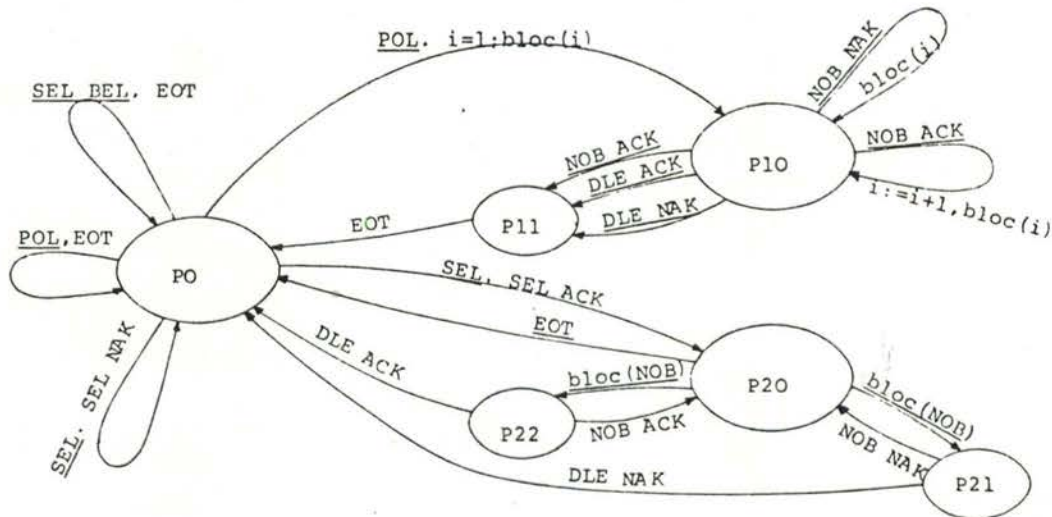 POL. i=1;bloc(i)
NOB NAK
bloc(i)
SEL BEL, EOT
NOB ACK
NOB ACK
DLE ACK
P10
i:=i+1,bloc(i)
P11
DLE NAK
EOT
POL,EOT
P0
SEL, SEL ACK
EOT
DLE ACK
SEL. SEL NAK
bloc(NOB)
P20
bloc(NOB)
P22
NOB ACK
NOB NAK
DLE NAK
P21